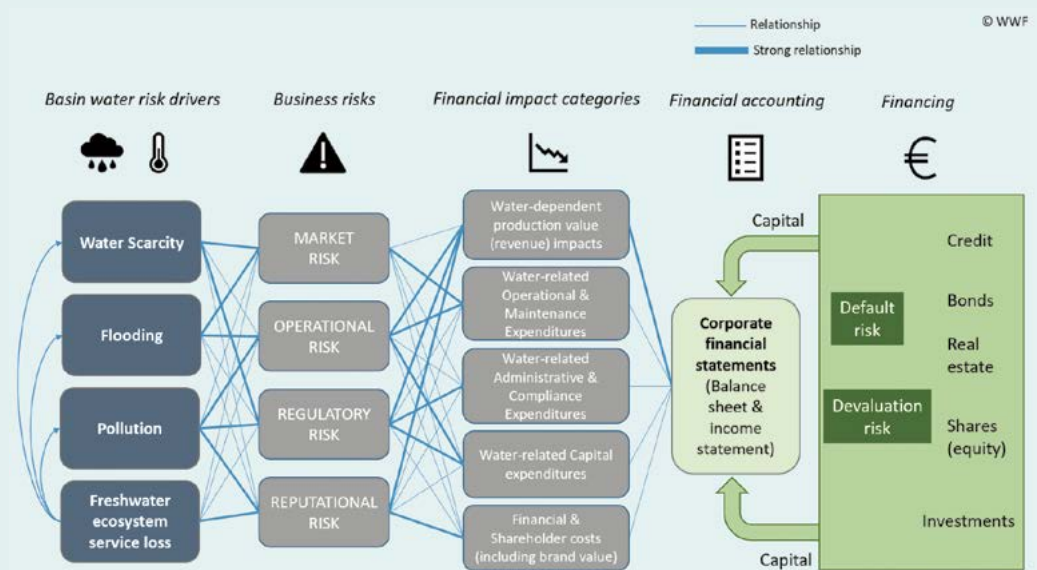 Relationship
Strong relationship
© WWF
Basin water risk drivers
Business risks
Financial impact categories
Financial accounting
Financing
Water Scarcity
Flooding
Pollution
Freshwater
ecosystem
service loss
MARKET
RISK
OPERATIONAL
RISK
REGULATORY
RISK
REPUTATIONAL
RISK
Water-dependent
production value
(revenue) impacts
Water-related
Operational &
Maintenance
Expenditures
Water-related
Administrative &
Compliance
Expenditures
Water-related Capital
expenditures
Financial &
Shareholder costs
(including brand value)
Capital
Corporate
financial
statements
(Balance
sheet &
income
statement)
Capital
€
Default
risk
Devaluation
risk
Credit
Bonds
Real
estate
Shares
(equity)
Investments